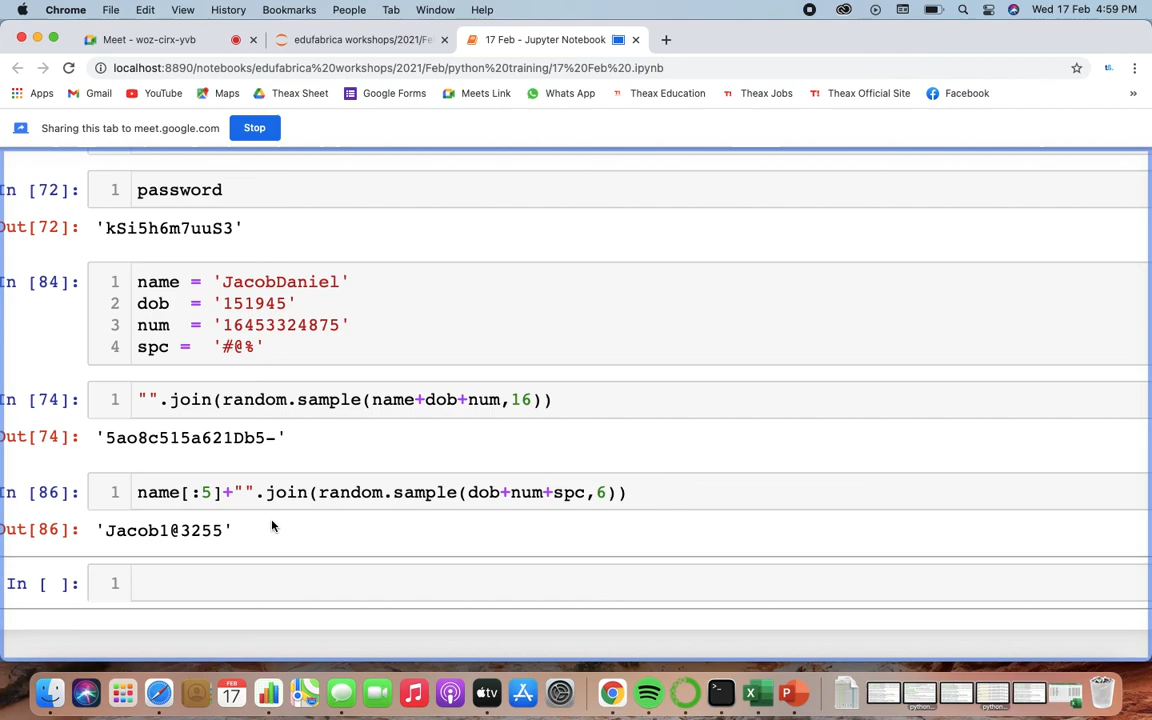 Chrome File Edit View History Bookmarks People Tab Window Help Wed 17 Feb 4:59 PM
Meet - woz-cirx-yvb edufabrica workshops/2021/Fe 17 Feb - Jupyter Notebook
localhost:8890/notebooks/edufabrica%20workshops/2021/Feb/python%20training/17%20Feb%20.ipynb
Apps Gmail YouTube Maps Theax Sheet Google Forms Meets Link Whats App Theax Education Theax Jobs Theax Official Site Facebook »
Sharing this tab to meet.google.com Stop
In [72]: 1 password
Out[72]: 'kSi5h6m7uuS3'
In [84]: 1 name = 'JacobDaniel'
2 dob = '151945'
3 num = '16453324875'
4 spc = '#@%'
In [74]: 1 "".join(random.sample(name+dob+num,16))
Out[74]: '5ao8c515a621Db5-'
In [86]: 1 name[:5]+"".join(random.sample(dob+num+spc,6))
Out[86]: 'Jacob1@3255'
In [ ]: 1
FEB
17
tv
python
python